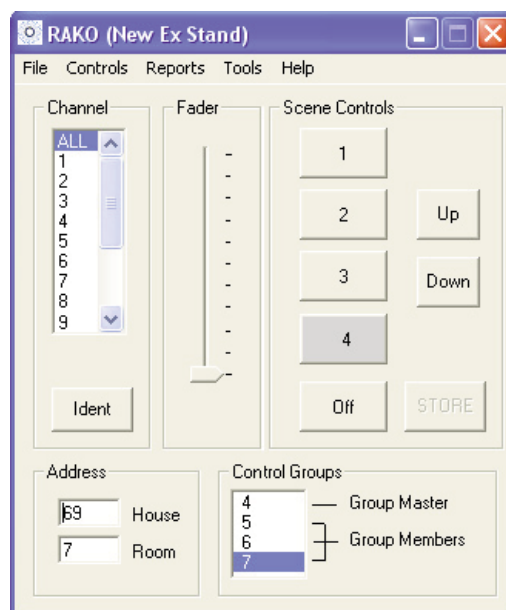 RAKO (New Ex Stand)
File Controls Reports Tools Help
Channel
ALL
1
2
3
4
5
6
7
8
9
Ident
Fader
Scene Controls
1
2
3
4
Off
Up
Down
STORE
Address
69 House
7 Room
Control Groups
4
5
6
7
Group Master
Group Members